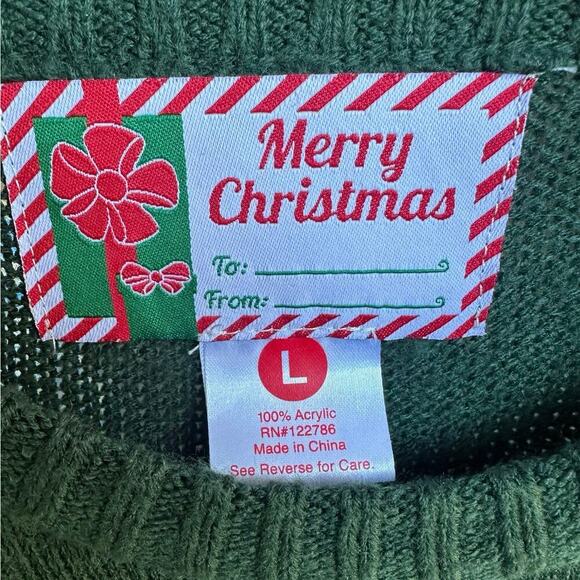 Merry
Christmas
To:
From:
L
100% Acrylic
RN#122786
Made in China
See Reverse for Care.